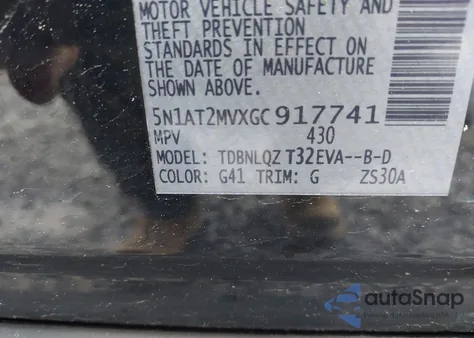 MOTOR VEHICLE SAFETY AND
THEFT PREVENTION
STANDARDS IN EFFECT ON
THE DATE OF MANUFACTURE
SHOWN ABOVE.
5N1AT2MVXGC917741
MPV 430
MODEL: TDBNLQZ T32EVA--B-D
COLOR: G41 TRIM: G ZS30A
autoSnap